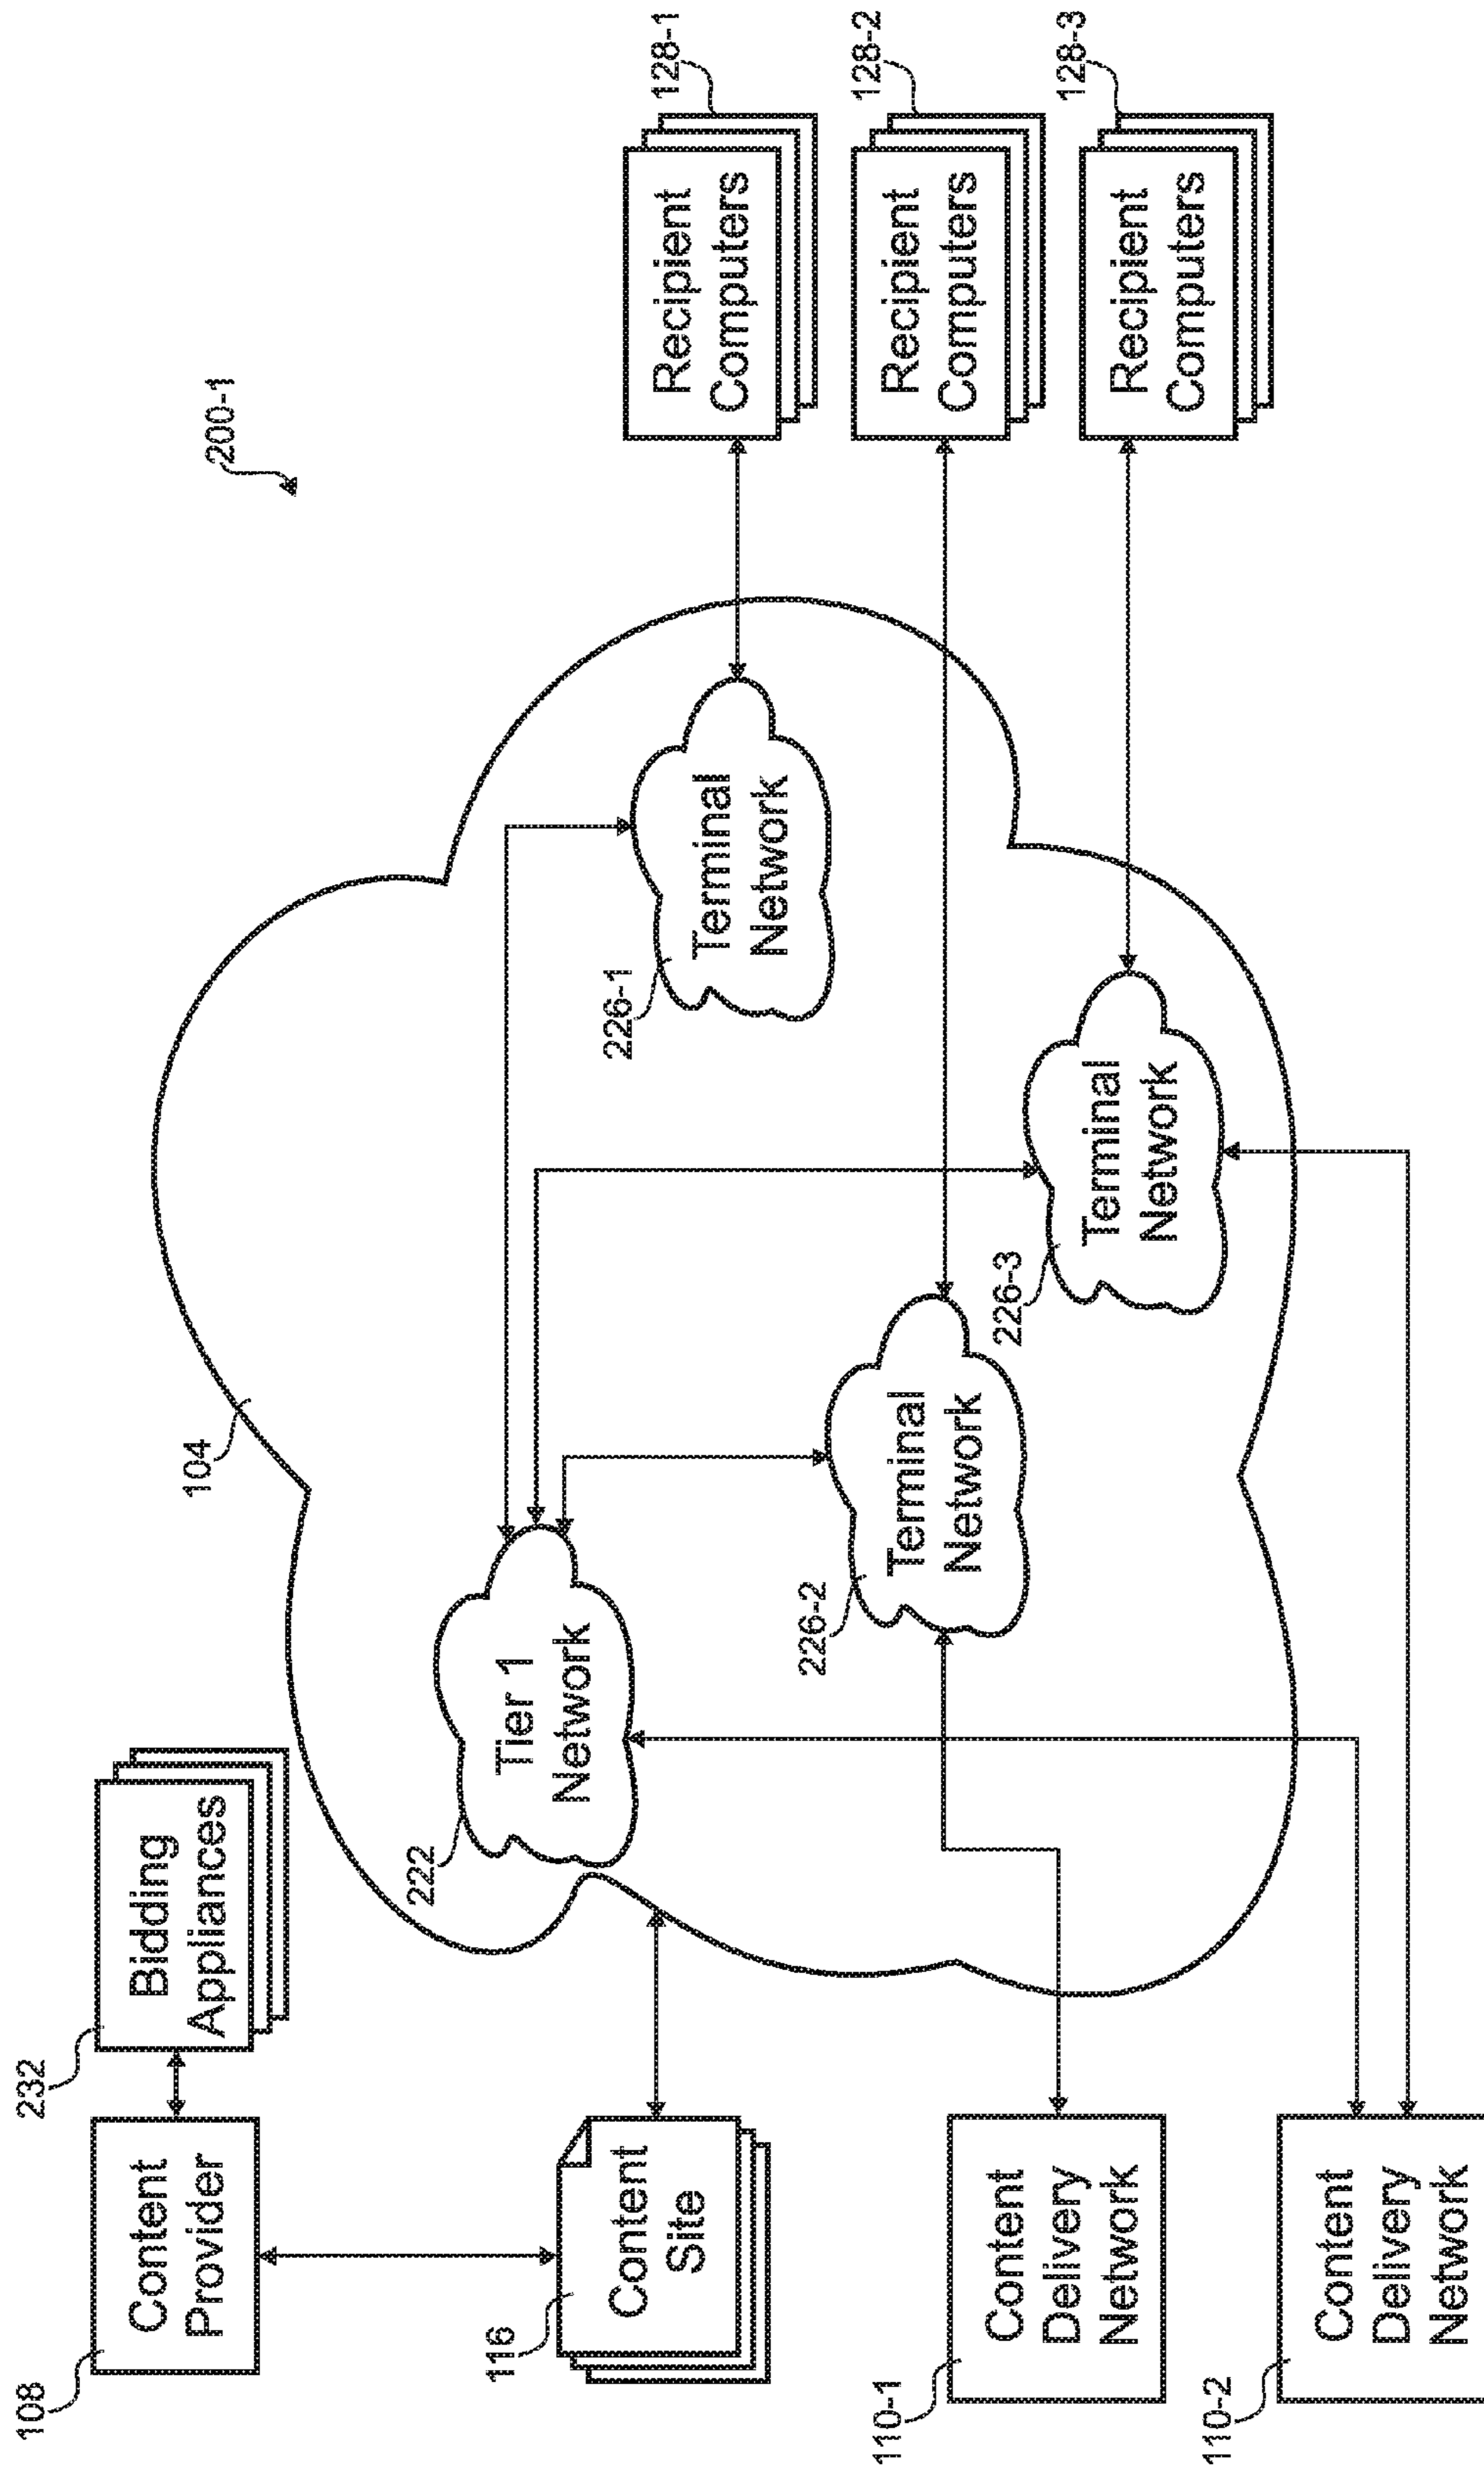 200-1
108
Content
Provider
232
Bidding
Appliances
104
116
Content
Site
222
Tier 1
Network
226-1
Terminal
Network
128-1
Recipient
Computers
226-2
Terminal
Network
128-2
Recipient
Computers
226-3
Terminal
Network
128-3
Recipient
Computers
110-1
Content
Delivery
Network
110-2
Content
Delivery
Network